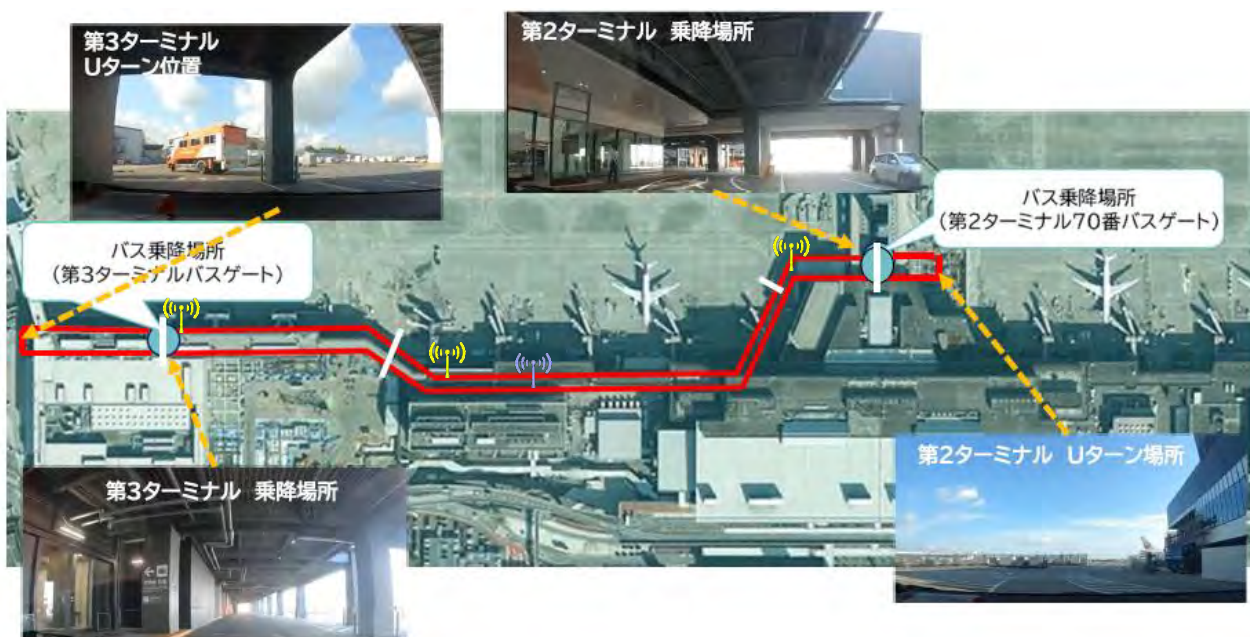 第3ターミナル
Uターン位置
第2ターミナル 乗降場所
バス乗降場所
(第2ターミナル70番バスゲート)
バス乗降場所
(第3ターミナルバスゲート)
第3ターミナル 乗降場所
第2ターミナル Uターン場所